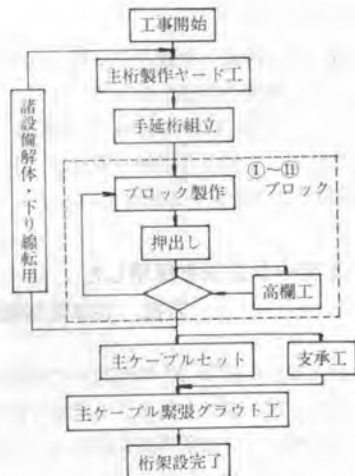 工事開始
主桁製作ヤード工
手延桁組立
諸設備解体・下り線転用
①～⑪
ブロック
ブロック製作
押出し
高欄工
主ケーブルセット
支承工
主ケーブル緊張グラウト工
桁架設完了